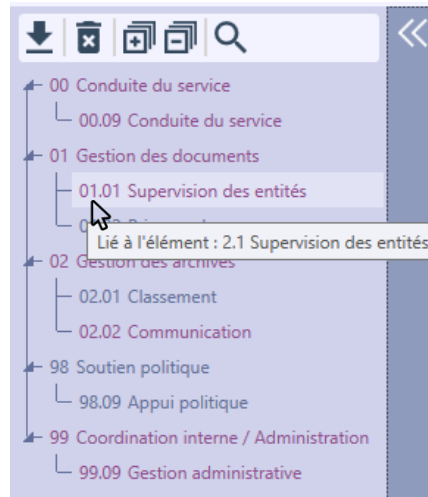 00 Conduite du service
00.09 Conduite du service
01 Gestion des documents
01.01 Supervision des entités
Lié à l'élément : 2.1 Supervision des entités
02 Gestion des archives
02.01 Classement
02.02 Communication
98 Soutien politique
98.09 Appui politique
99 Coordination interne / Administration
99.09 Gestion administrative